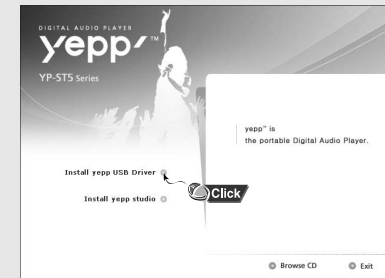 DIGITAL AUDIO PLAYER
yepp'™
YP-ST5 Series
yepp™ is
the portable Digital Audio Player.
Install yepp USB Driver
Click
Install yepp studio
Browse CD
Exit